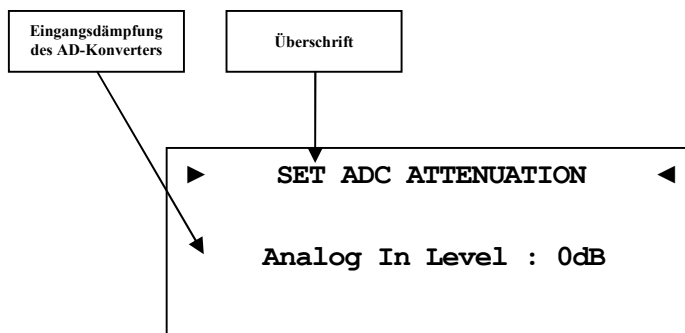 Eingangsdämpfung
des AD-Konverters
Überschrift
► SET ADC ATTENUATION ◄
Analog In Level : 0dB